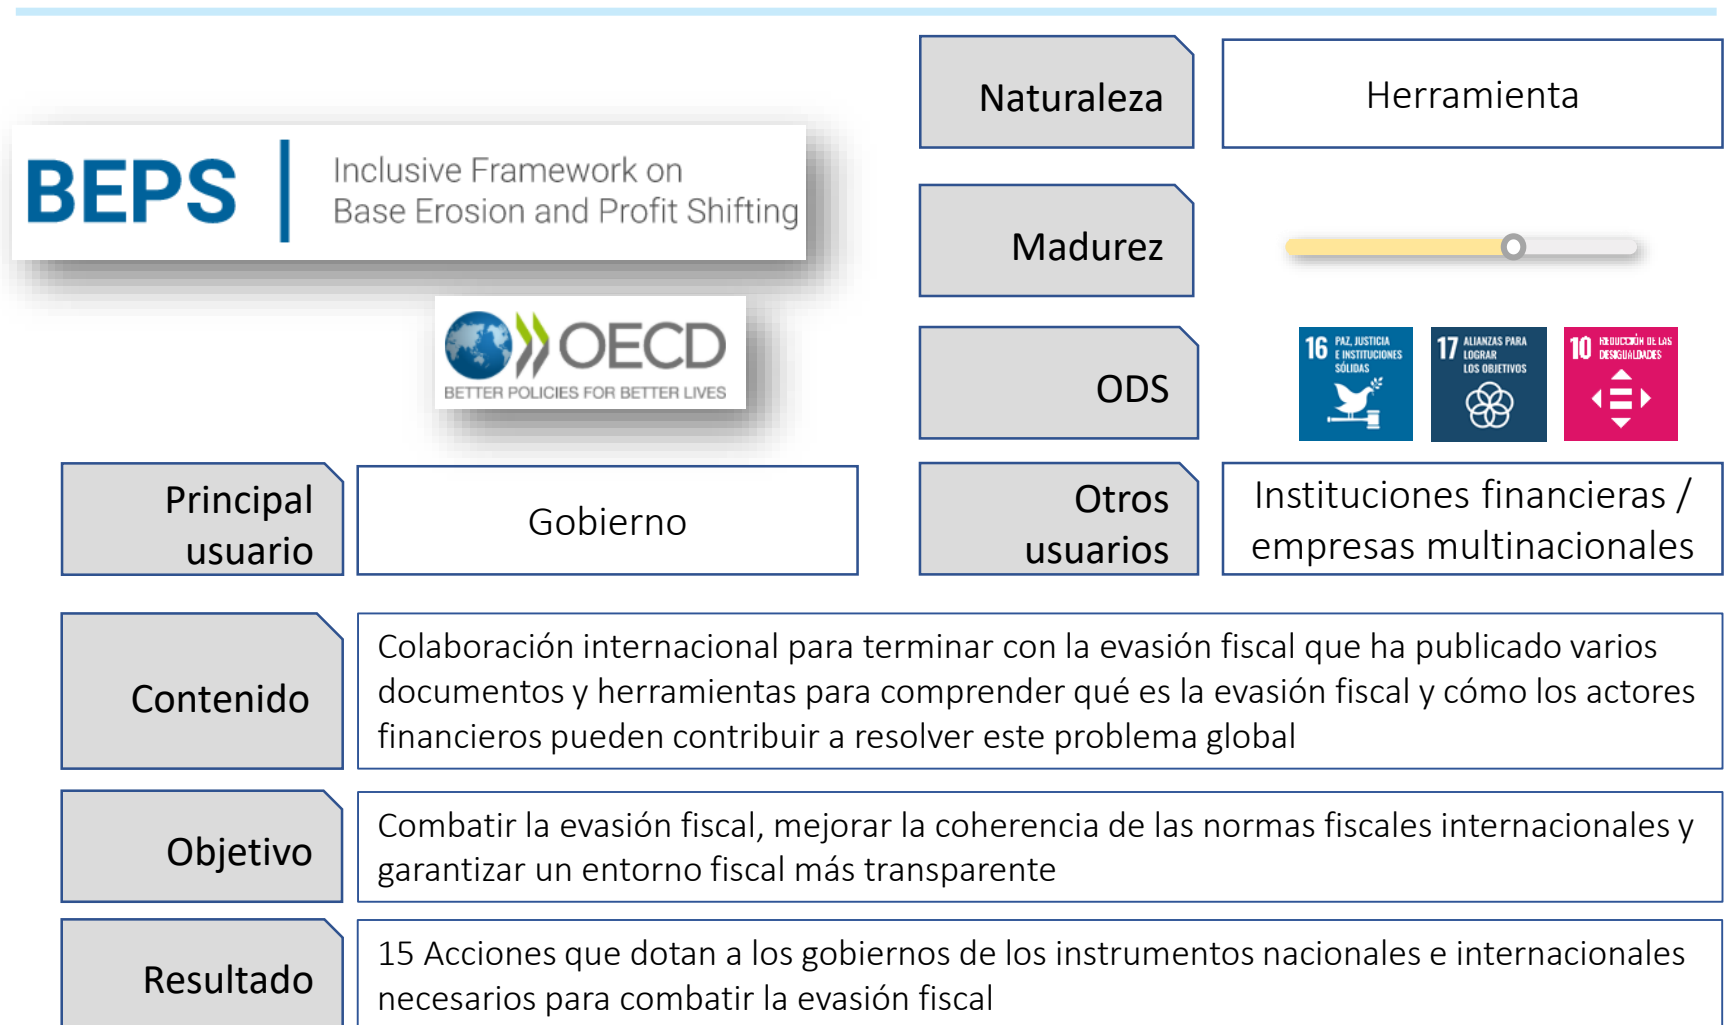 Naturaleza
Herramienta
BEPS
Inclusive Framework on
Base Erosion and Profit Shifting
Madurez
OECD
BETTER POLICIES FOR BETTER LIVES
ODS
16 PAZ, JUSTICIA
E INSTITUCIONES
SÓLIDAS
17 ALIANZAS PARA
LOGRAR
LOS OBJETIVOS
10 REDUCCIÓN DE LAS
DESIGUALDADES
Principal
usuario
Gobierno
Otros
usuarios
Instituciones financieras /
empresas multinacionales
Contenido
Colaboración internacional para terminar con la evasión fiscal que ha publicado varios
documentos y herramientas para comprender qué es la evasión fiscal y cómo los actores
financieros pueden contribuir a resolver este problema global
Objetivo
Combatir la evasión fiscal, mejorar la coherencia de las normas fiscales internacionales y
garantizar un entorno fiscal más transparente
Resultado
15 Acciones que dotan a los gobiernos de los instrumentos nacionales e internacionales
necesarios para combatir la evasión fiscal